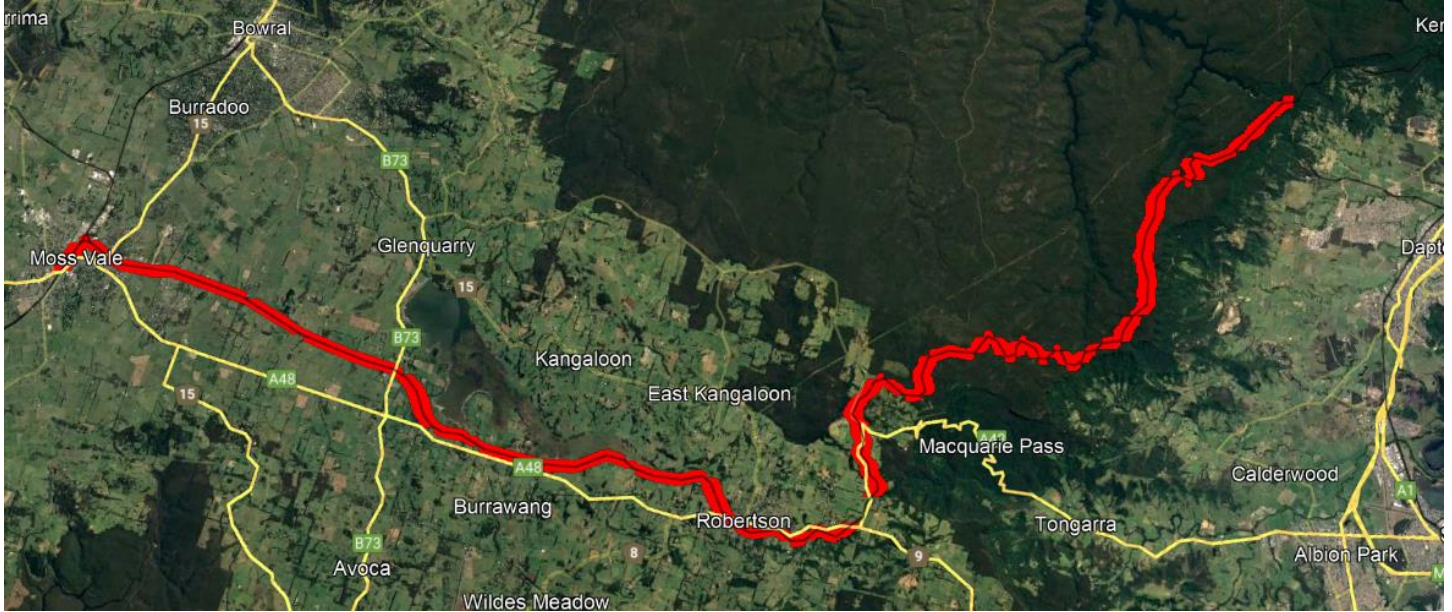 rrima
Bowral
Ker
Burradoo
15
B73
Moss Vale
Glenquarry
Dapt
15
B73
Kangaloon
A48
15
East Kangaloon
Macquarie Pass
Calderwood
A48
A1
Burrawang
Robertson
Tongarra
B73
8
9
Albion Park
Avoca
M
Wildes Meadow